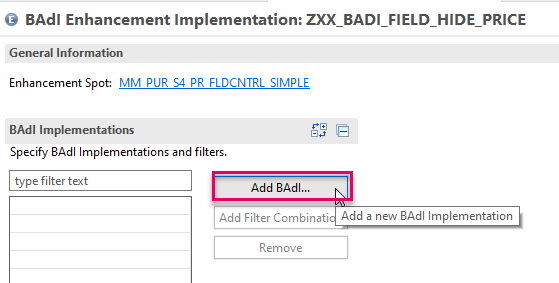 E BAdI Enhancement Implementation: ZXX_BADI_FIELD_HIDE_PRICE
General Information
Enhancement Spot: MM_PUR_S4_PR_FLDCNTRL_SIMPLE
BAdI Implementations
Specify BAdI Implementations and filters.
type filter text
Add BAdI...
Add Filter Combinatio
Add a new BAdI Implementation
Remove